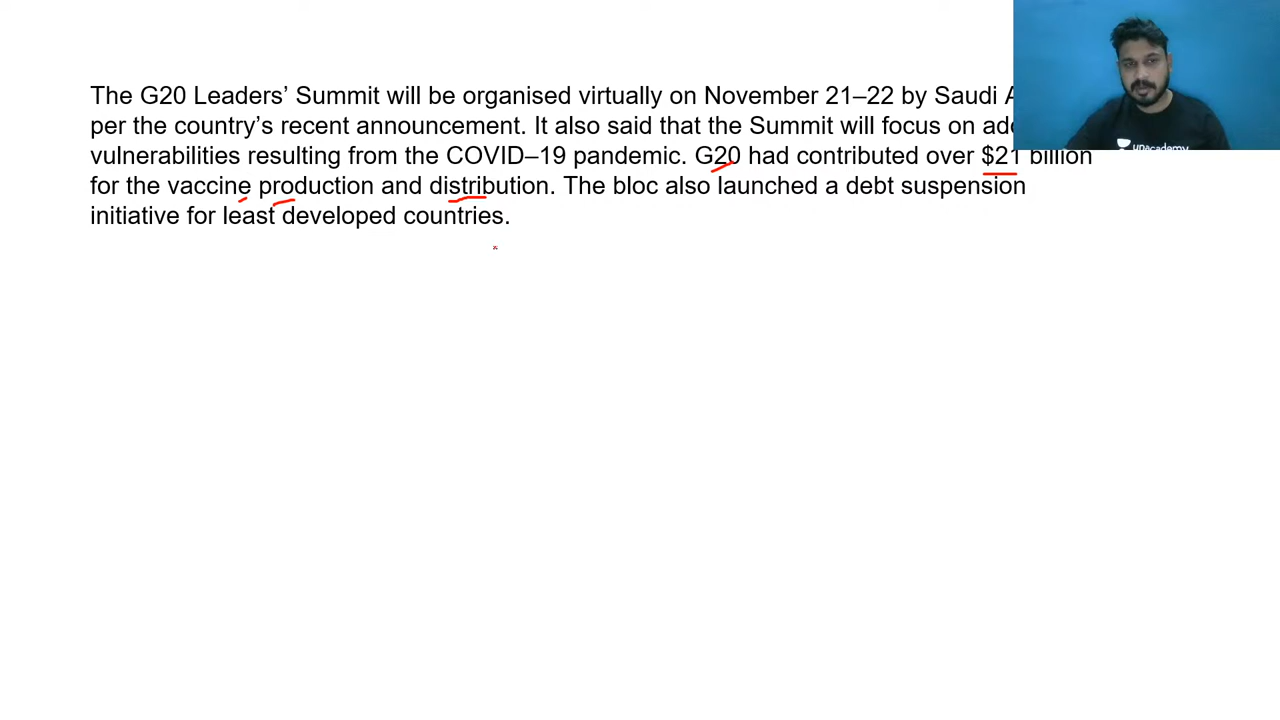 The G20 Leaders’ Summit will be organised virtually on November 21–22 by Saudi
per the country’s recent announcement. It also said that the Summit will focus on
vulnerabilities resulting from the COVID–19 pandemic. G20 had contributed over $21 billion
for the vaccine production and distribution. The bloc also launched a debt suspension
initiative for least developed countries.
unacademy